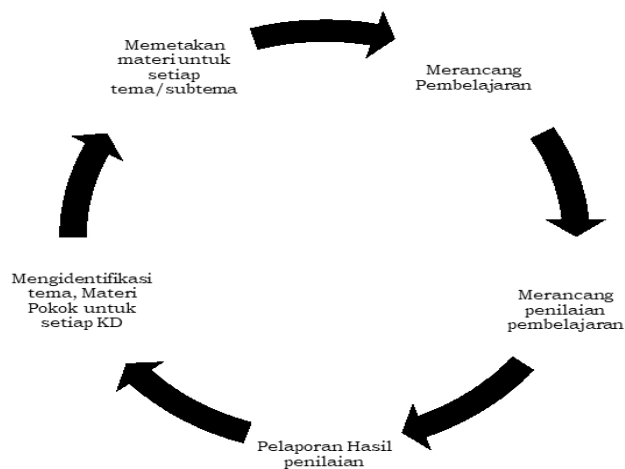 Memetakan
materi untuk
setiap
tema/subtema
Merancang
Pembelajaran
Merancang
penilaian
pembelajaran
Pelaporan Hasil
penilaian
Mengidentifikasi
tema, Materi
Pokok untuk
setiap KD